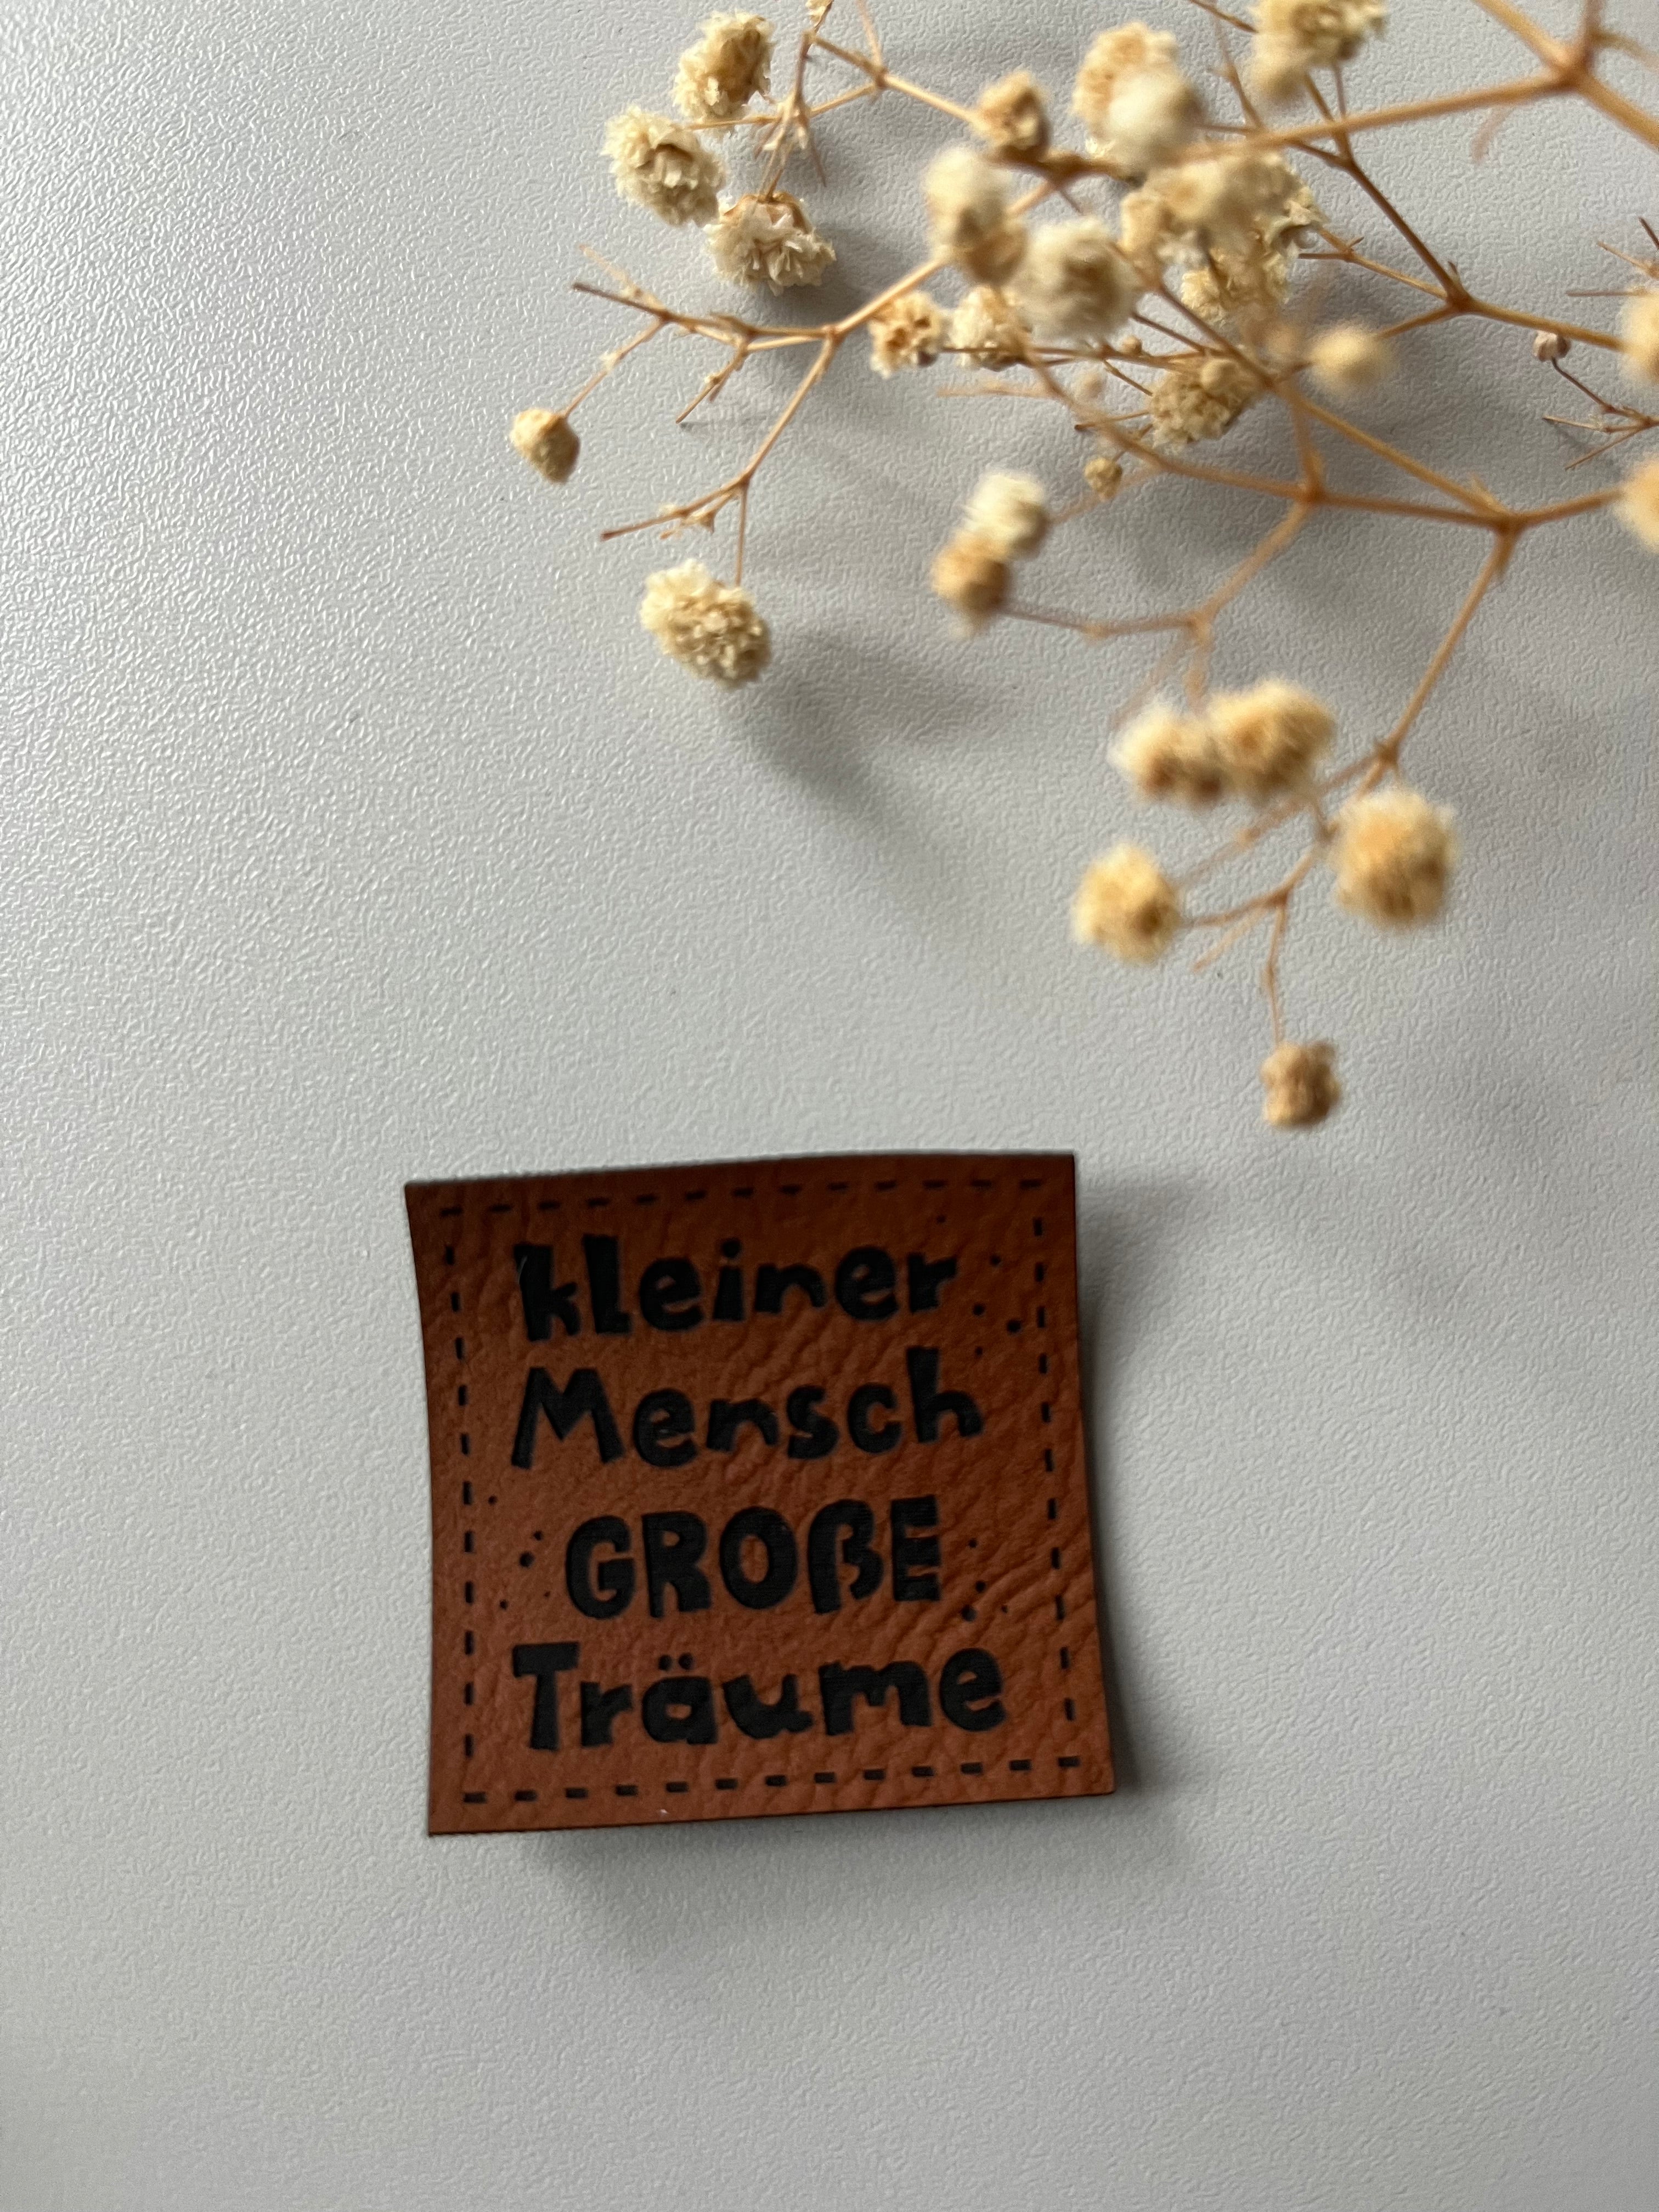 kleiner
Mensch
GROßE
Träume